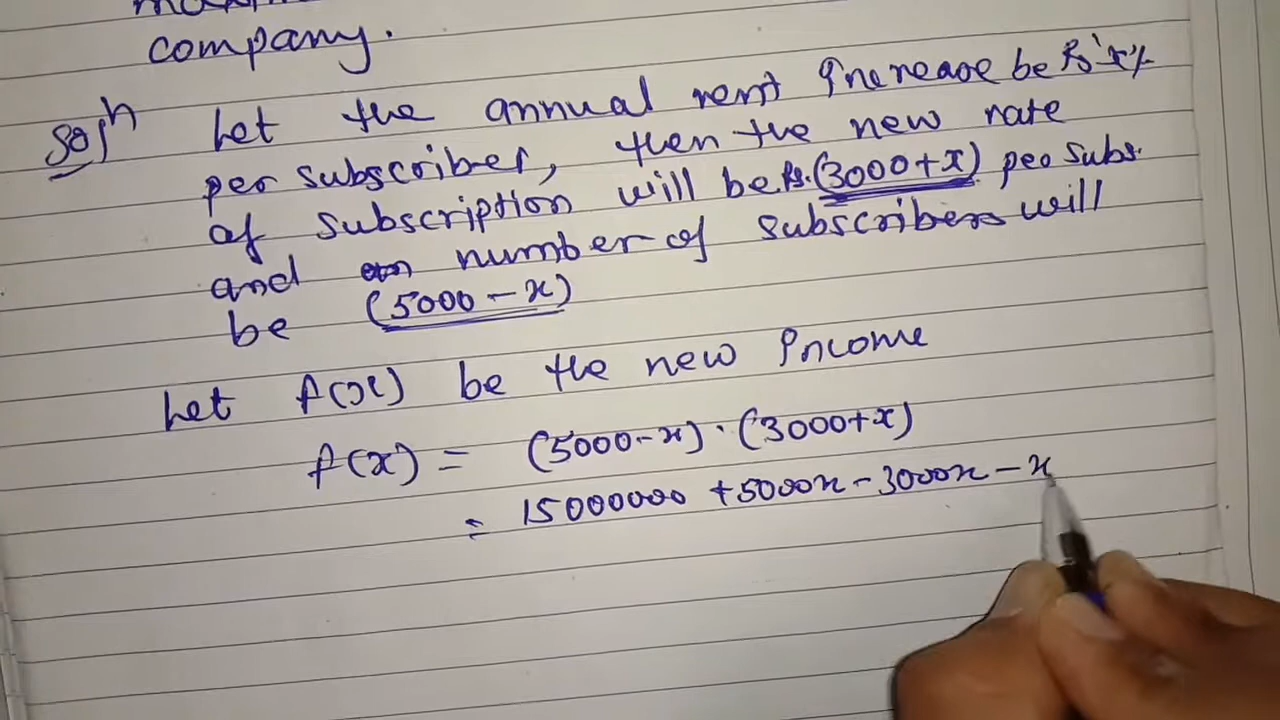 company.
Solⁿ Let the annual rent increase be Rs 'x'/-
per subscriber, then the new rate
of subscription will be Rs. (3000+x) per Subs.
and number of subscribers will
be (5000-x)
Let f(x) be the new income
f(x) = (5000-x)·(3000+x)
= 15000000 +5000x-3000x-x